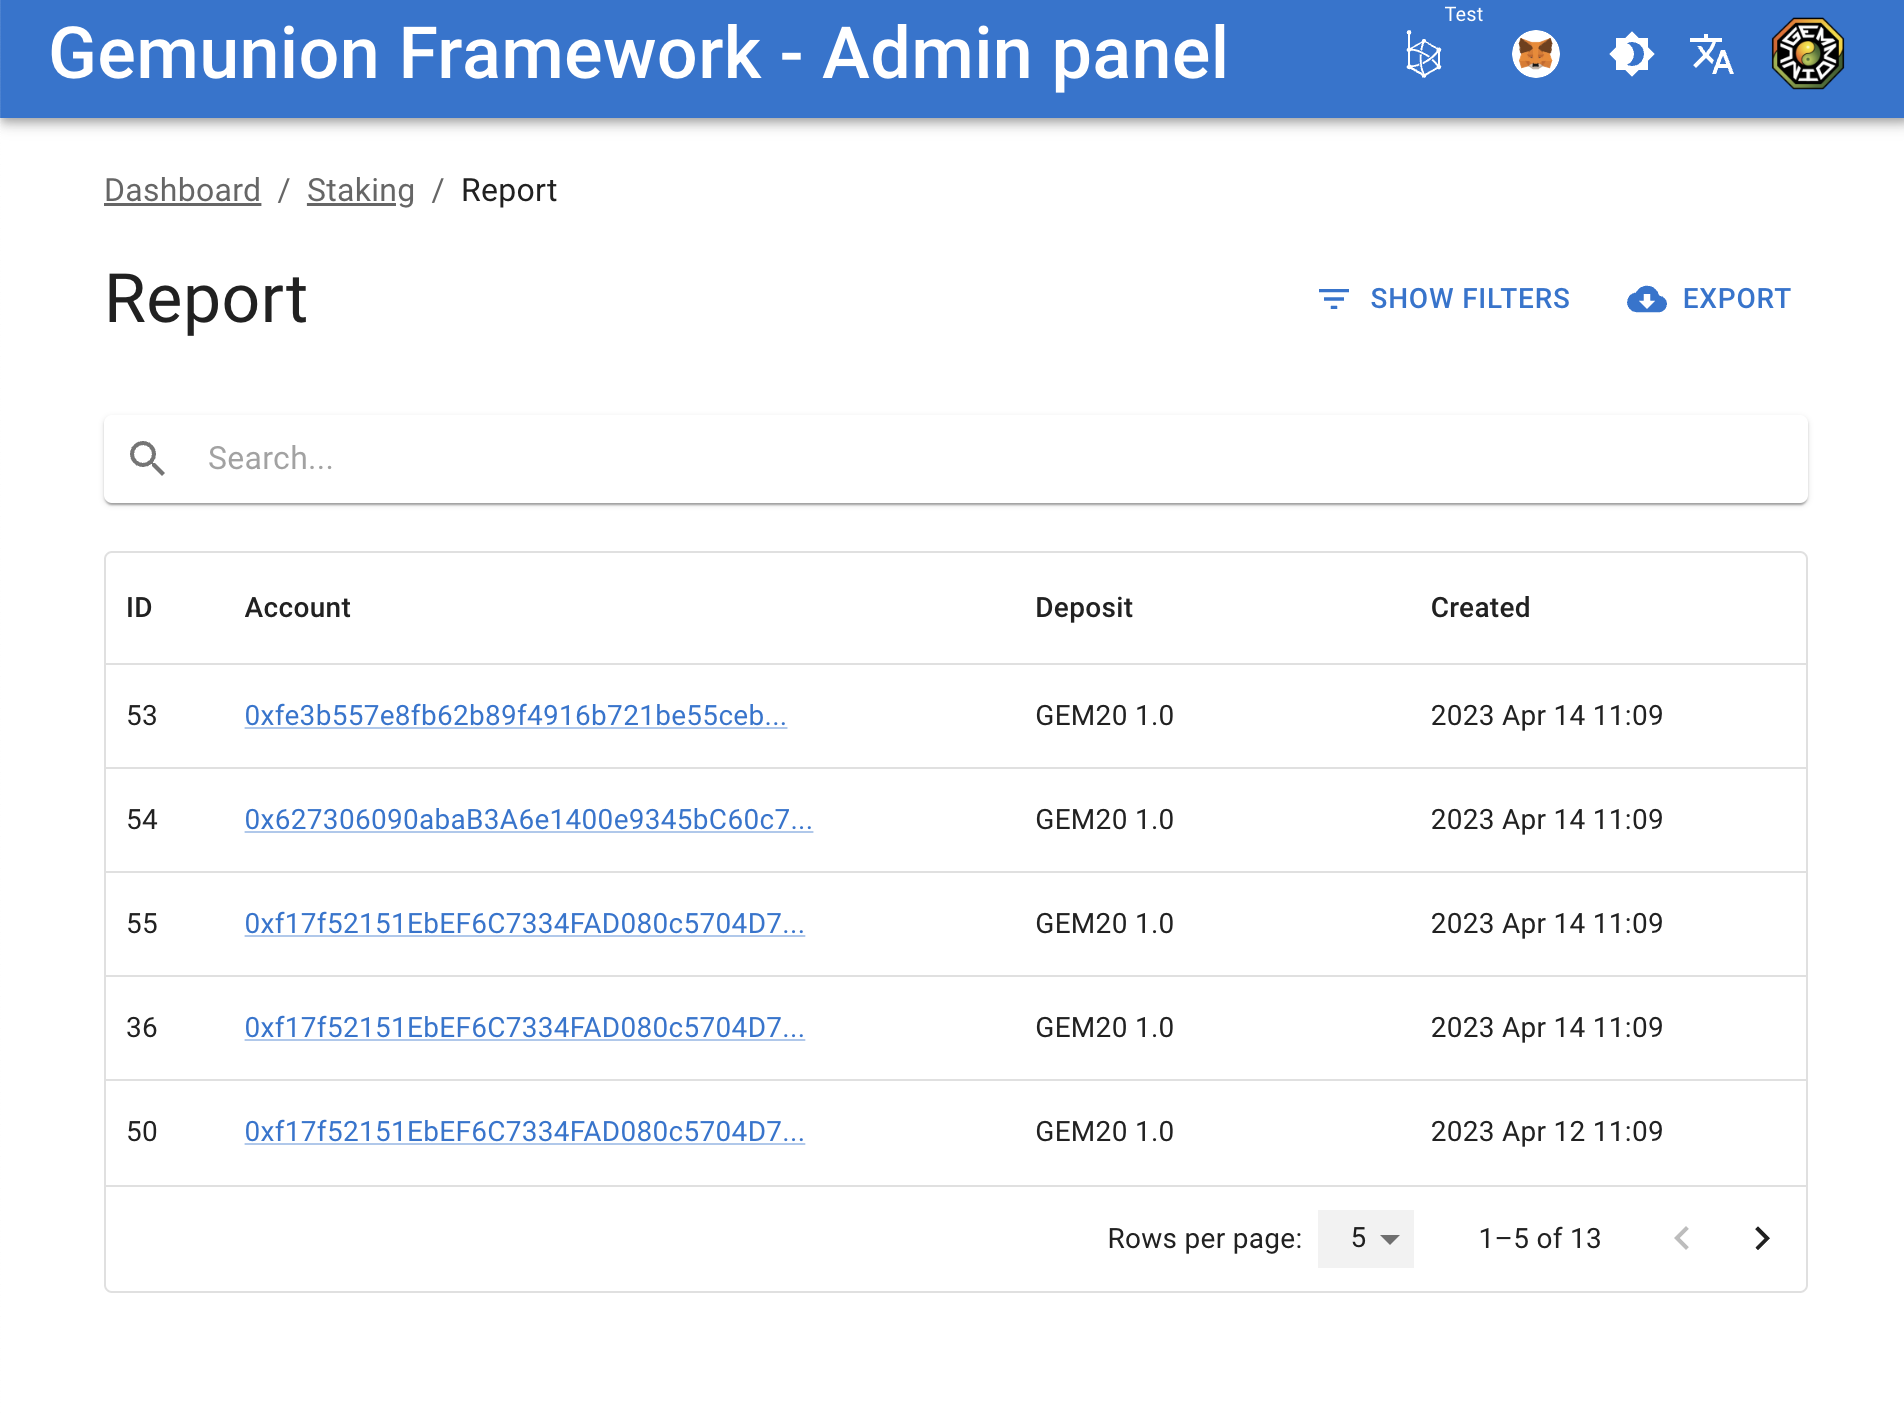 Gemunion Framework - Admin panel
Test
GEMUNION
Dashboard / Staking / Report
Report
SHOW FILTERS
EXPORT
Search...
ID Account Deposit Created
53 0xfe3b557e8fb62b89f4916b721be55ceb... GEM20 1.0 2023 Apr 14 11:09
54 0x627306090abaB3A6e1400e9345bC60c7... GEM20 1.0 2023 Apr 14 11:09
55 0xf17f52151EbEF6C7334FAD080c5704D7... GEM20 1.0 2023 Apr 14 11:09
36 0xf17f52151EbEF6C7334FAD080c5704D7... GEM20 1.0 2023 Apr 14 11:09
50 0xf17f52151EbEF6C7334FAD080c5704D7... GEM20 1.0 2023 Apr 12 11:09
Rows per page: 5 1–5 of 13